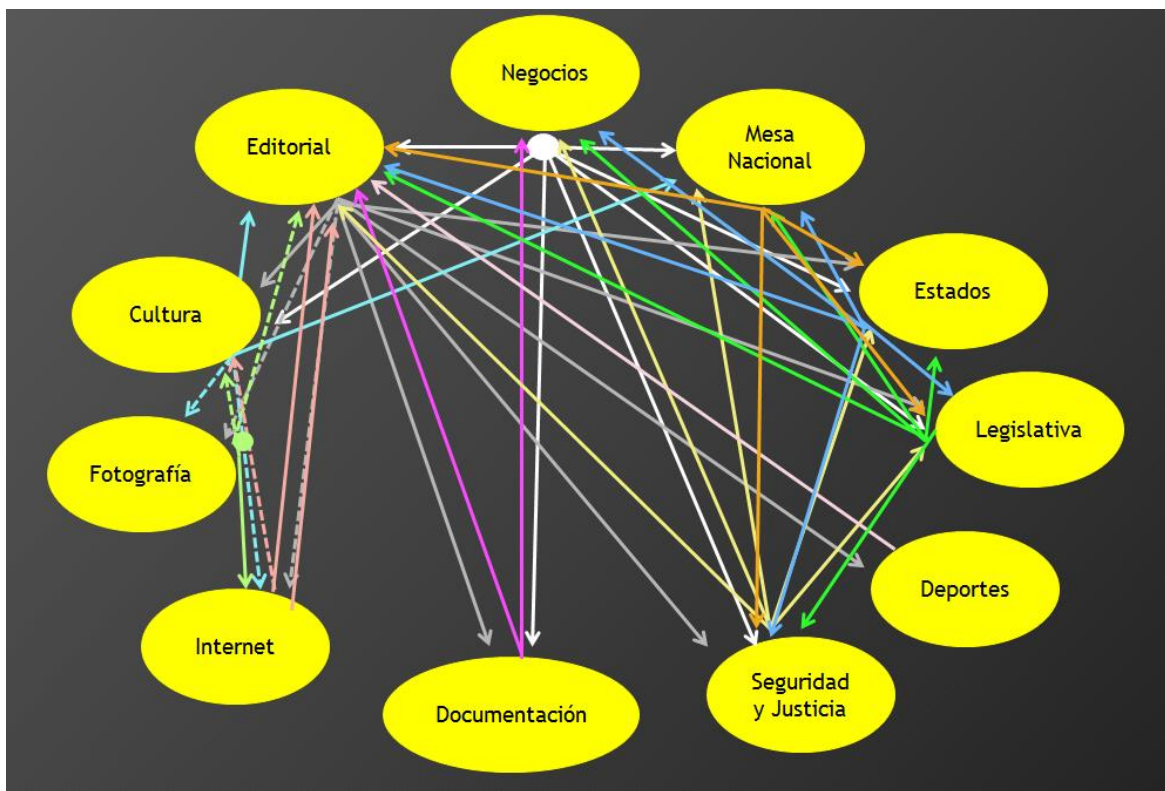 Negocios
Editorial
Mesa
Nacional
Cultura
Estados
Fotografía
Legislativa
Deportes
Internet
Documentación
Seguridad
y Justicia